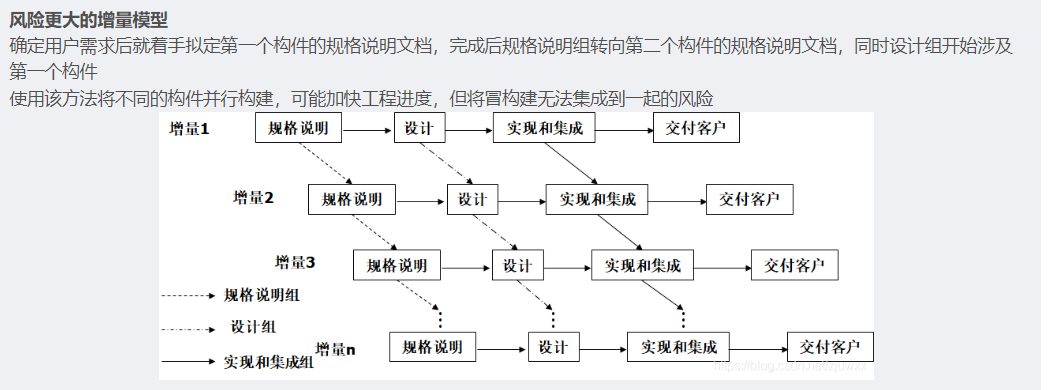 风险更大的增量模型
确定用户需求后就着手拟定第一个构件的规格说明文档，完成后规格说明组转向第二个构件的规格说明文档，同时设计组开始涉及
第一个构件
使用该方法将不同的构件并行构建，可能加快工程进度，但将冒构建无法集成到一起的风险
增量1 规格说明 设计 实现和集成 交付客户
增量2 规格说明 设计 实现和集成 交付客户
增量3 规格说明 设计 实现和集成 交付客户
规格说明组
设计组
增量n 规格说明 设计 实现和集成 交付客户
实现和集成组